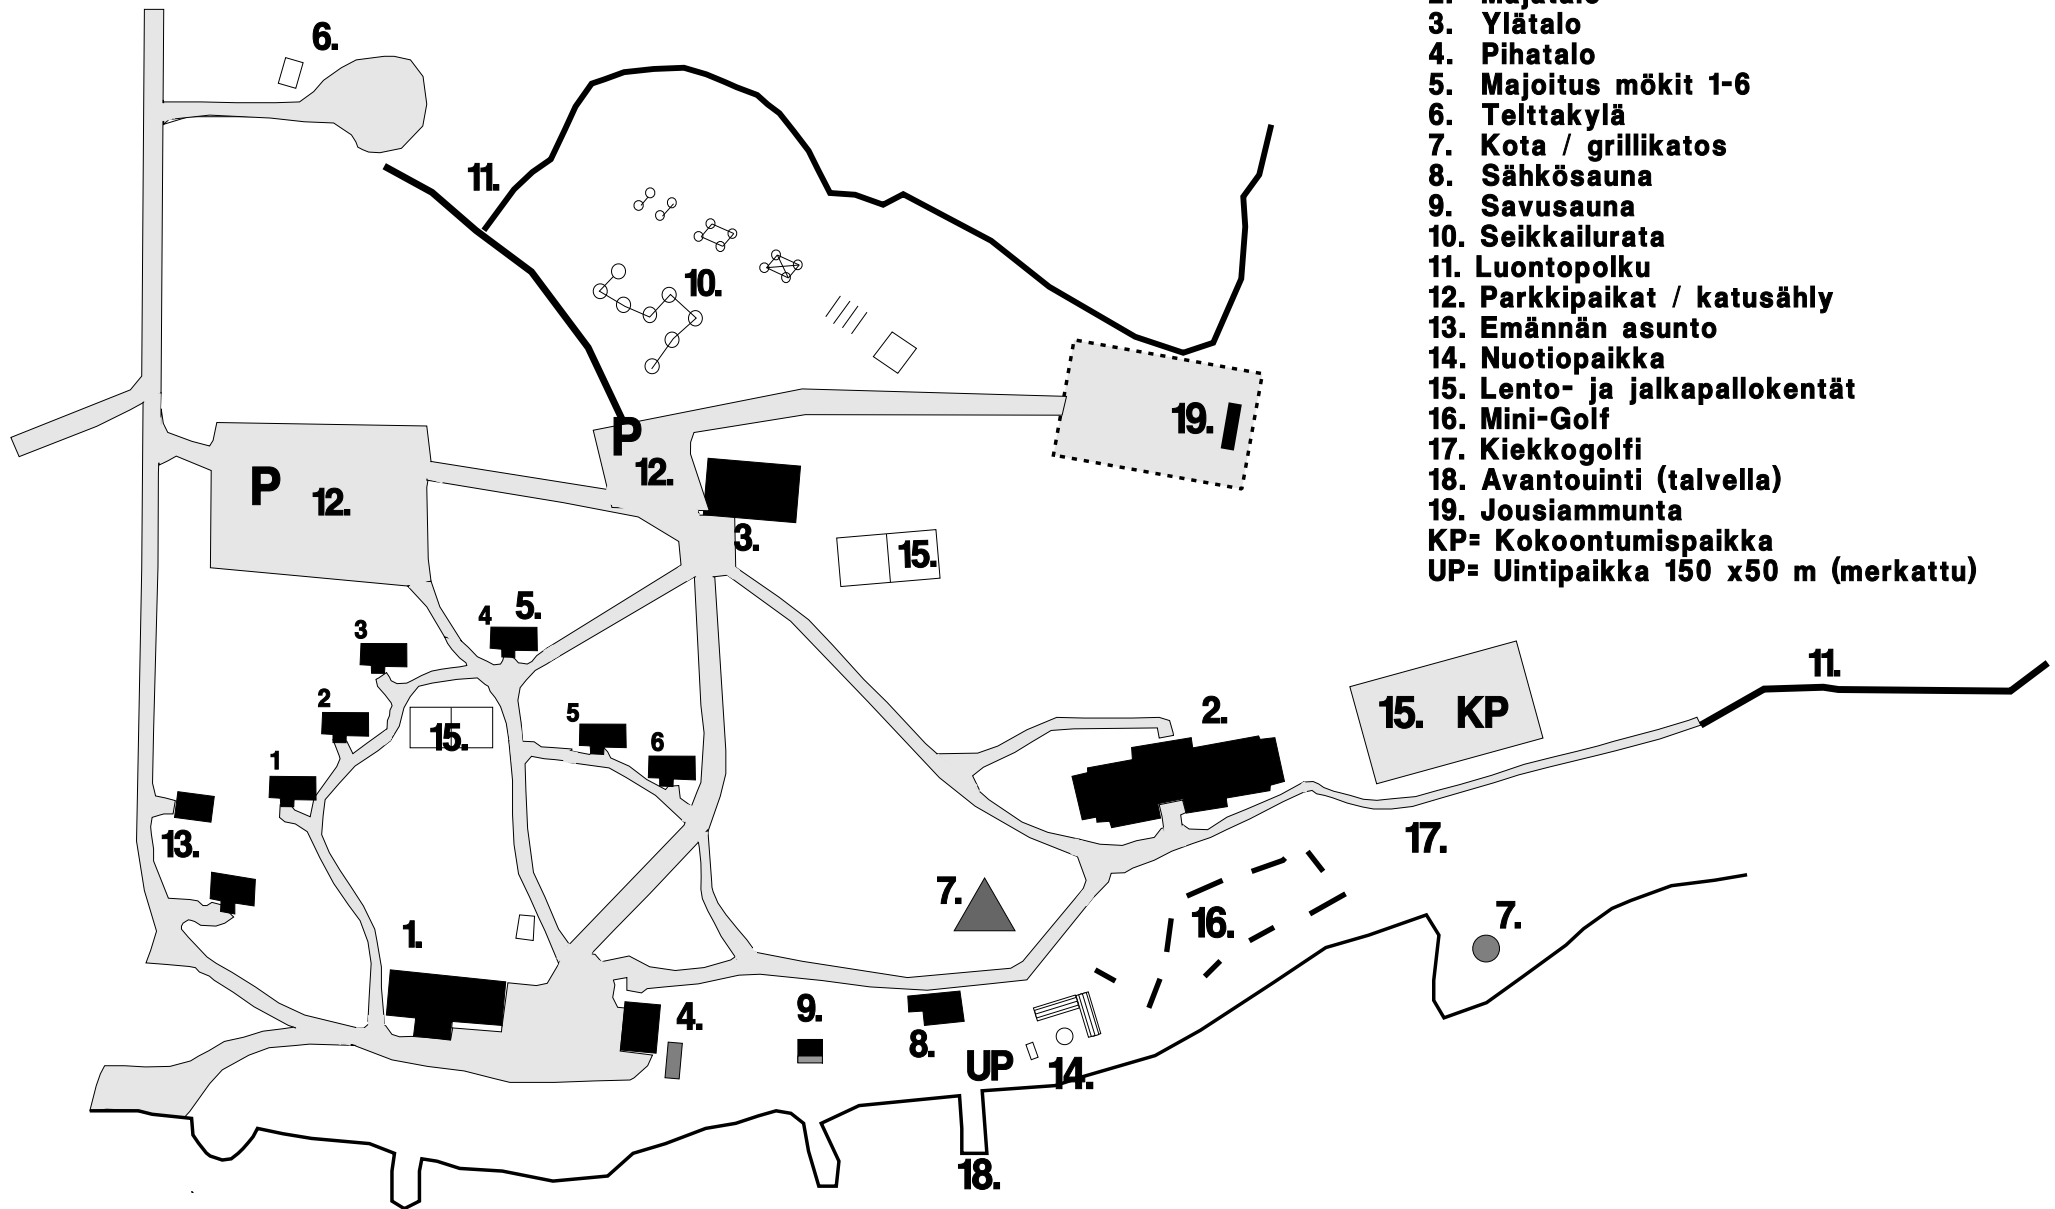 2. Majatalo
3. Ylätalo
4. Pihatalo
5. Majoitus mökit 1-6
6. Telttakylä
7. Kota / grillikatos
8. Sähkösauna
9. Savusauna
10. Seikkailurata
11. Luontopolku
12. Parkkipaikat / katusähly
13. Emännän asunto
14. Nuotiopaikka
15. Lento- ja jalkapallokentät
16. Mini-Golf
17. Kiekkogolfi
18. Avantouinti (talvella)
19. Jousiammunta
KP= Kokoontumispaikka
UP= Uintipaikka 150 x50 m (merkattu)
6.
11.
10.
P
12.
19.
P
12.
3.
15.
4
5.
3
2
15.
5
6
1
2.
15. KP
11.
13.
17.
7.
16.
7.
1.
4.
9.
8.
UP
14.
18.